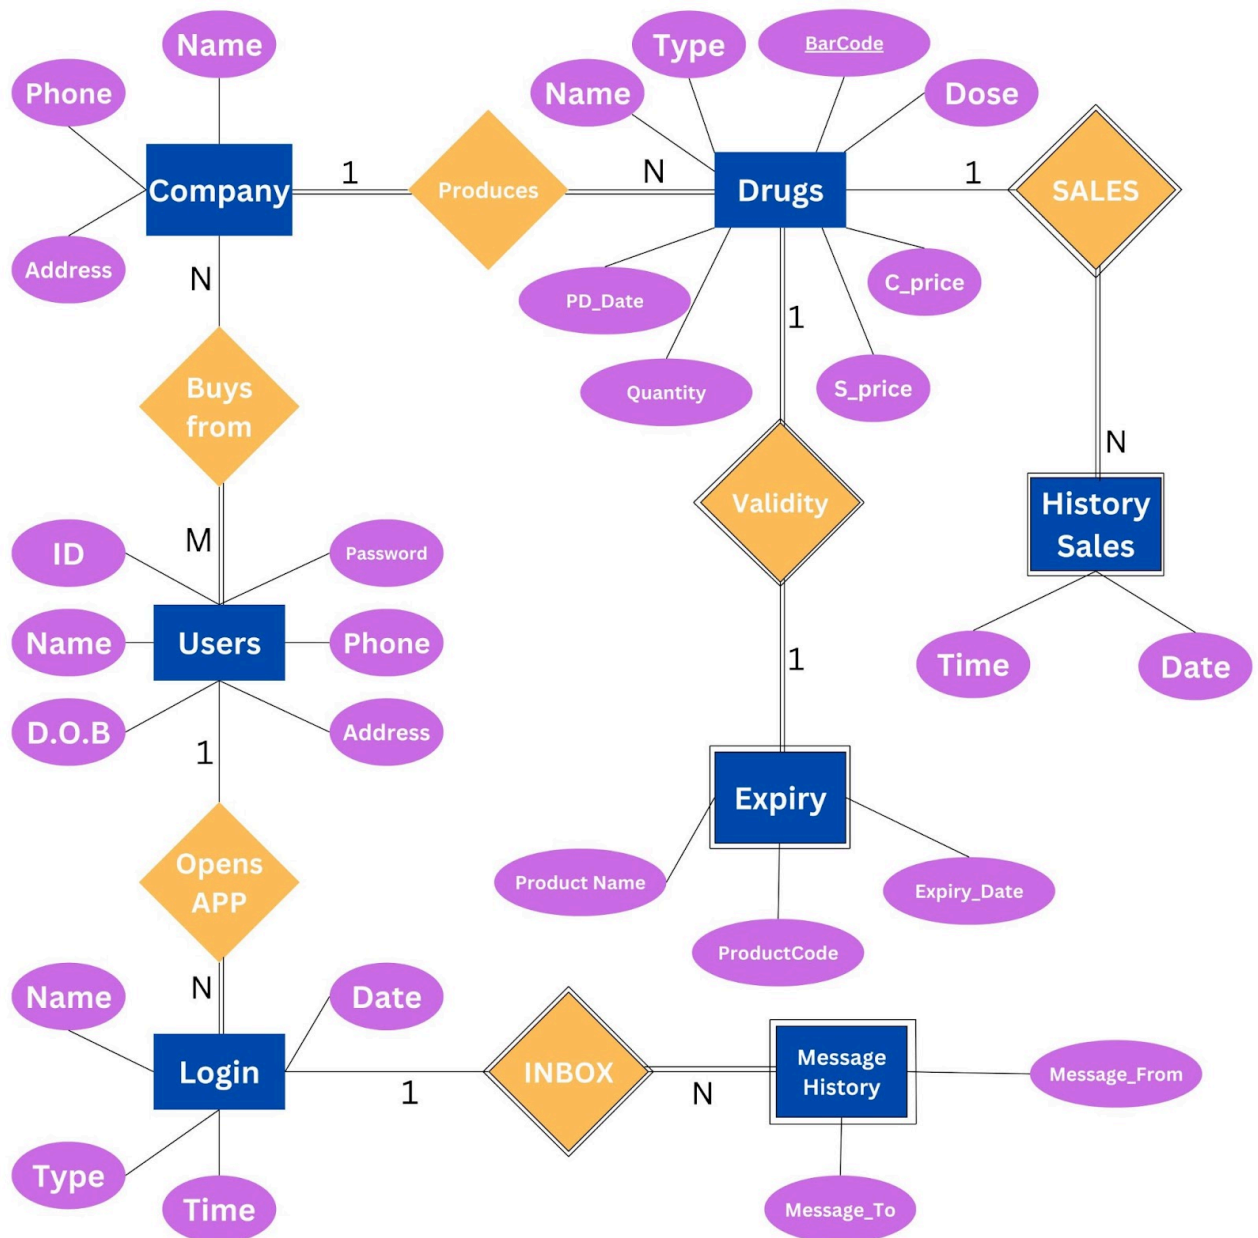 Name
Type
BarCode
Phone
Name
Dose
Company
1
Produces
N
Drugs
1
SALES
Address
N
PD_Date
C_price
1
Buys
from
Quantity
S_price
N
Validity
History
Sales
M
ID
Password
Name
Users
Phone
1
Time
Date
D.O.B
Address
1
Expiry
Opens
APP
Product Name
Expiry_Date
ProductCode
N
Name
Date
Login
1
INBOX
N
Message
History
Message_From
Type
Time
Message_To